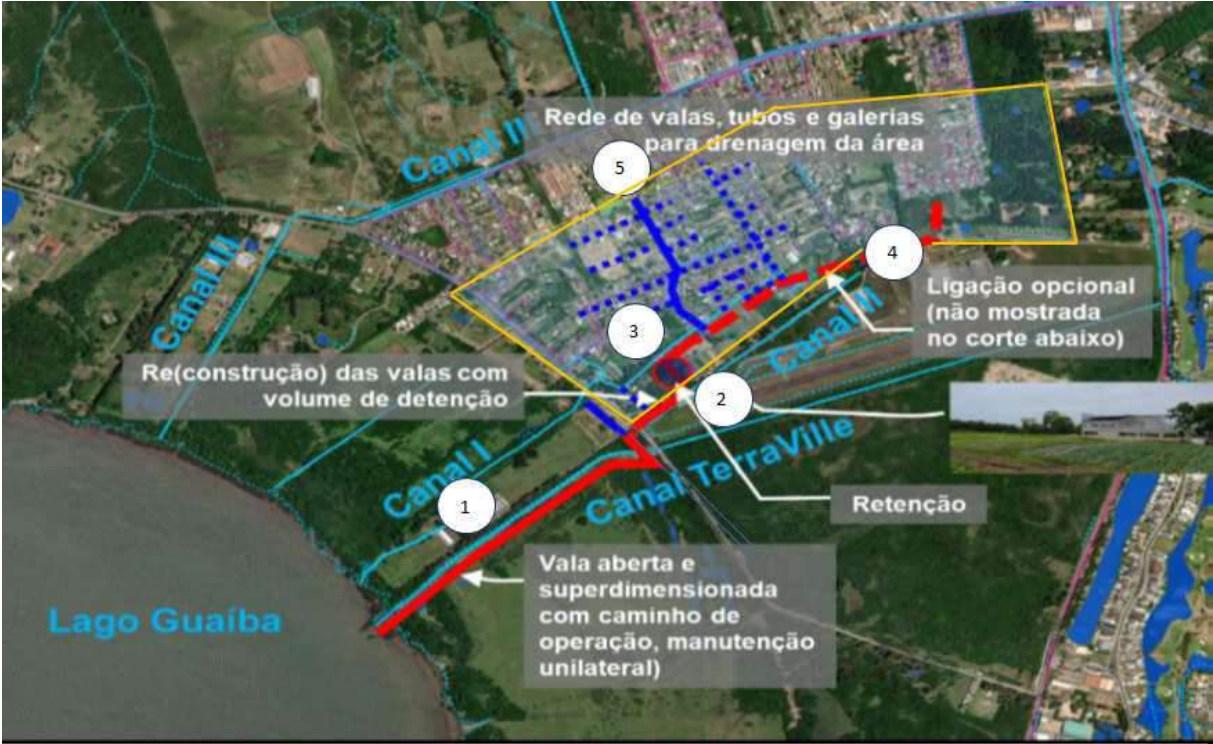 Rede de valas, tubos e galerias
para drenagem da área
Canal II
5
Canal III
4
Ligação opcional
(não mostrada
no corte abaixo)
Canal II
3
Re(construção) das valas com
volume de detenção
2
Canal TerraVille
Canal I
Retenção
1
Vala aberta e
superdimensionada
com caminho de
operação, manutenção
unilateral)
Lago Guaíba